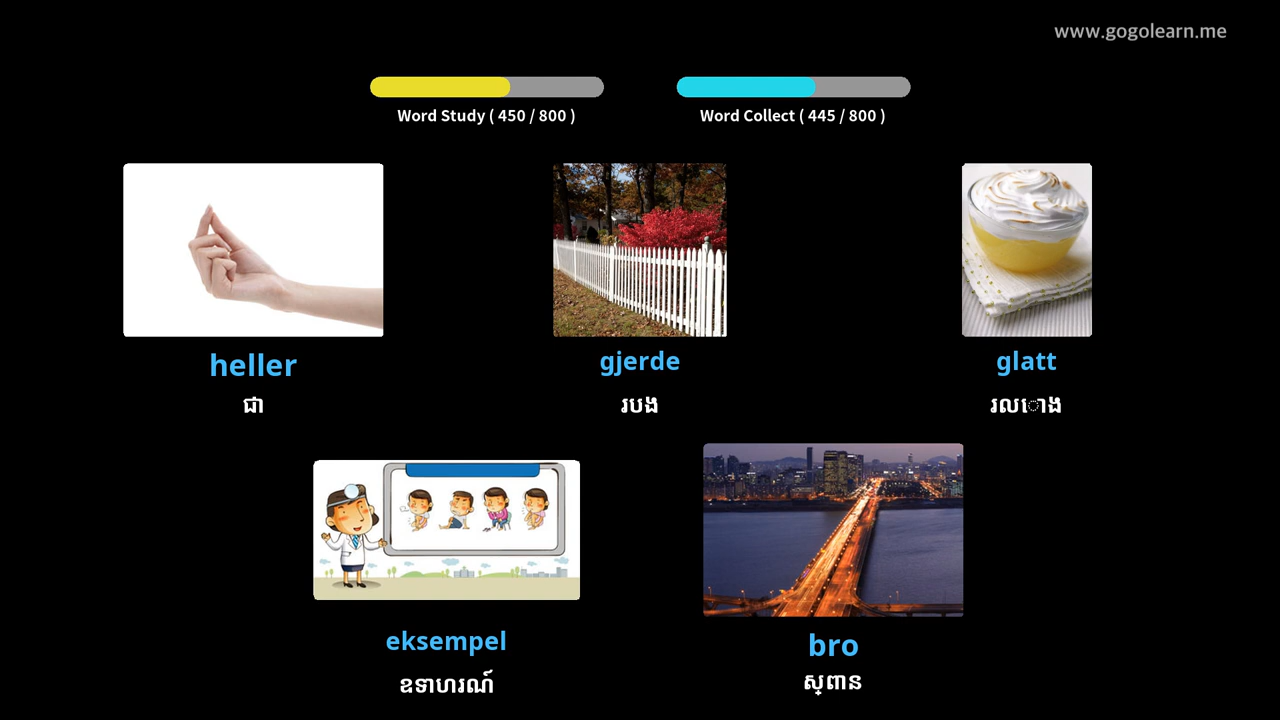 www.gogolearn.me
Word Study ( 450 / 800 )
Word Collect ( 445 / 800 )
heller
ជា
gjerde
របង
glatt
រលោង
eksempel
ឧទាហរណ៍
bro
ស្ពាន